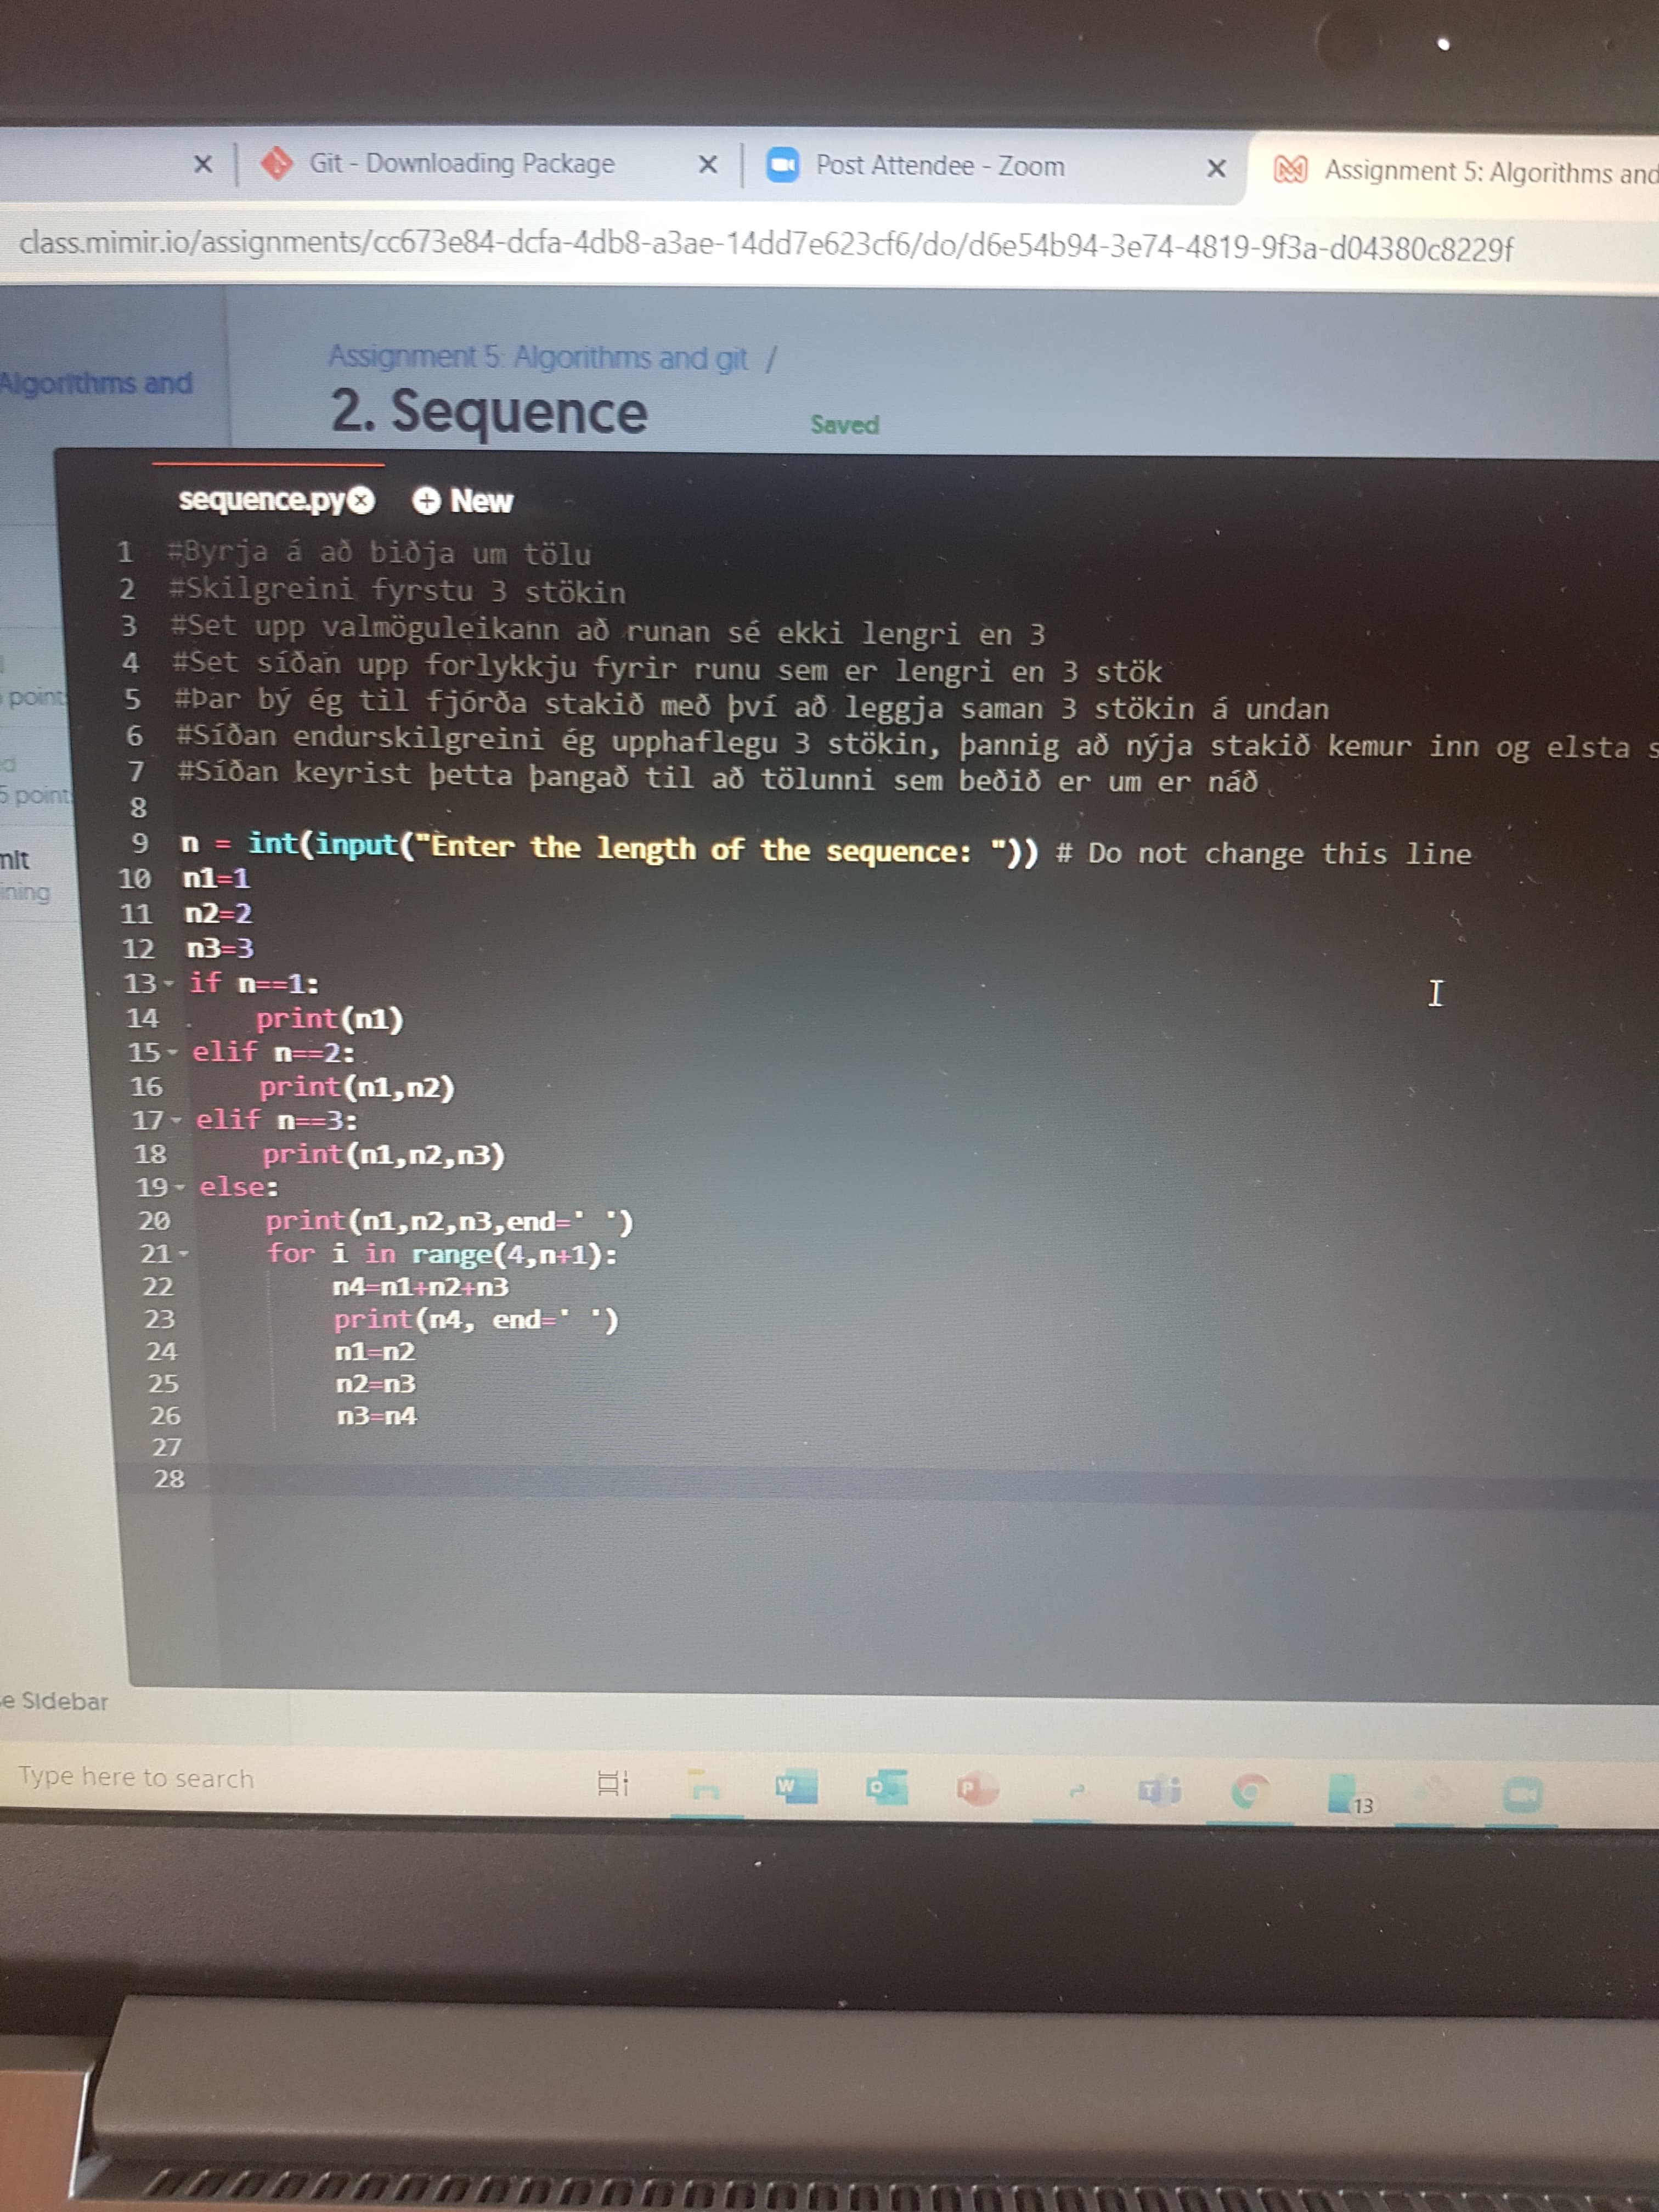 Git - Downloading Package
Post Attendee - Zoom
Assignment 5: Algorithms and
class.mimir.io/assignments/cc673e84-dcfa-4db8-a3ae-14dd7e623cf6/do/d6e54b94-3e74-4819-9f3a-d04380c8229f
Assignment 5: Algorithms and git /
Algorithms and
2. Sequence
Saved
sequence.py New
1 #Byrja á að biðja um tölu
2 #Skilgreini fyrstu 3 stökin
3 #Set upp valmöguleikann að runan sé ekki lengri en 3
4 #Set síðan upp forlykkju fyrir runu sem er lengri en 3 stök
5 #Þar bý ég til fjórða stakið með því að leggja saman 3 stökin á undan
6 #Síðan endurskilgreini ég upphaflegu 3 stökin, þannig að nýja stakið kemur inn og elsta s
7 #Síðan keyrist þetta þangað til að tölunni sem beðið er um er náð
8
9 n = int(input("Enter the length of the sequence: ")) # Do not change this line
10 n1=1
11 n2=2
12 n3=3
13 if n==1:
14 print(n1)
15 elif n==2:
16 print(n1,n2)
17 elif n==3:
18 print(n1,n2,n3)
19 else:
20 print(n1,n2,n3,end=' ')
21 for i in range(4,n+1):
22 n4=n1+n2+n3
23 print(n4, end=' ')
24 n1=n2
25 n2=n3
26 n3=n4
27
28
point
5 point
mit
ining
e Sidebar
Type here to search
13